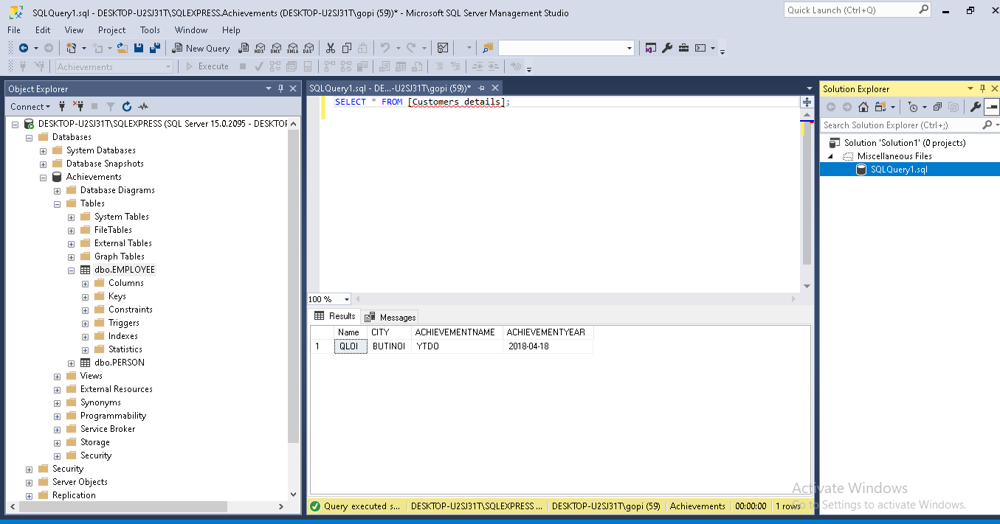 SQLQuery1.sql - DESKTOP-U2SJ31T\SQLEXPRESS.Achievements (DESKTOP-U2SJ31T\gopi (59))* - Microsoft SQL Server Management Studio
Quick Launch (Ctrl+Q)
File Edit View Project Tools Window Help
New Query
MDX DMX XMLA DAX
Achievements
Execute
Object Explorer
Connect
DESKTOP-U2SJ31T\SQLEXPRESS (SQL Server 15.0.2095 - DESKTOP
Databases
System Databases
Database Snapshots
Achievements
Database Diagrams
Tables
System Tables
FileTables
External Tables
Graph Tables
dbo.EMPLOYEE
Columns
Keys
Constraints
Triggers
Indexes
Statistics
dbo.PERSON
Views
External Resources
Synonyms
Programmability
Service Broker
Storage
Security
Security
Server Objects
Replication
SQLQuery1.sql - DE...-U2SJ31T\gopi (59))*
SELECT * FROM [Customers details];
100 %
Results Messages
Name CITY ACHIEVEMENTNAME ACHIEVEMENTYEAR
1 QLOI BUTINOI YTDO 2018-04-18
Query executed s... DESKTOP-U2SJ31T\SQLEXPRESS ... DESKTOP-U2SJ31T\gopi (59) Achievements 00:00:00 1 rows
Solution Explorer
Search Solution Explorer (Ctrl+;)
Solution 'Solution1' (0 projects)
Miscellaneous Files
SQLQuery1.sql
Activate Windows
Go to Settings to activate Windows.